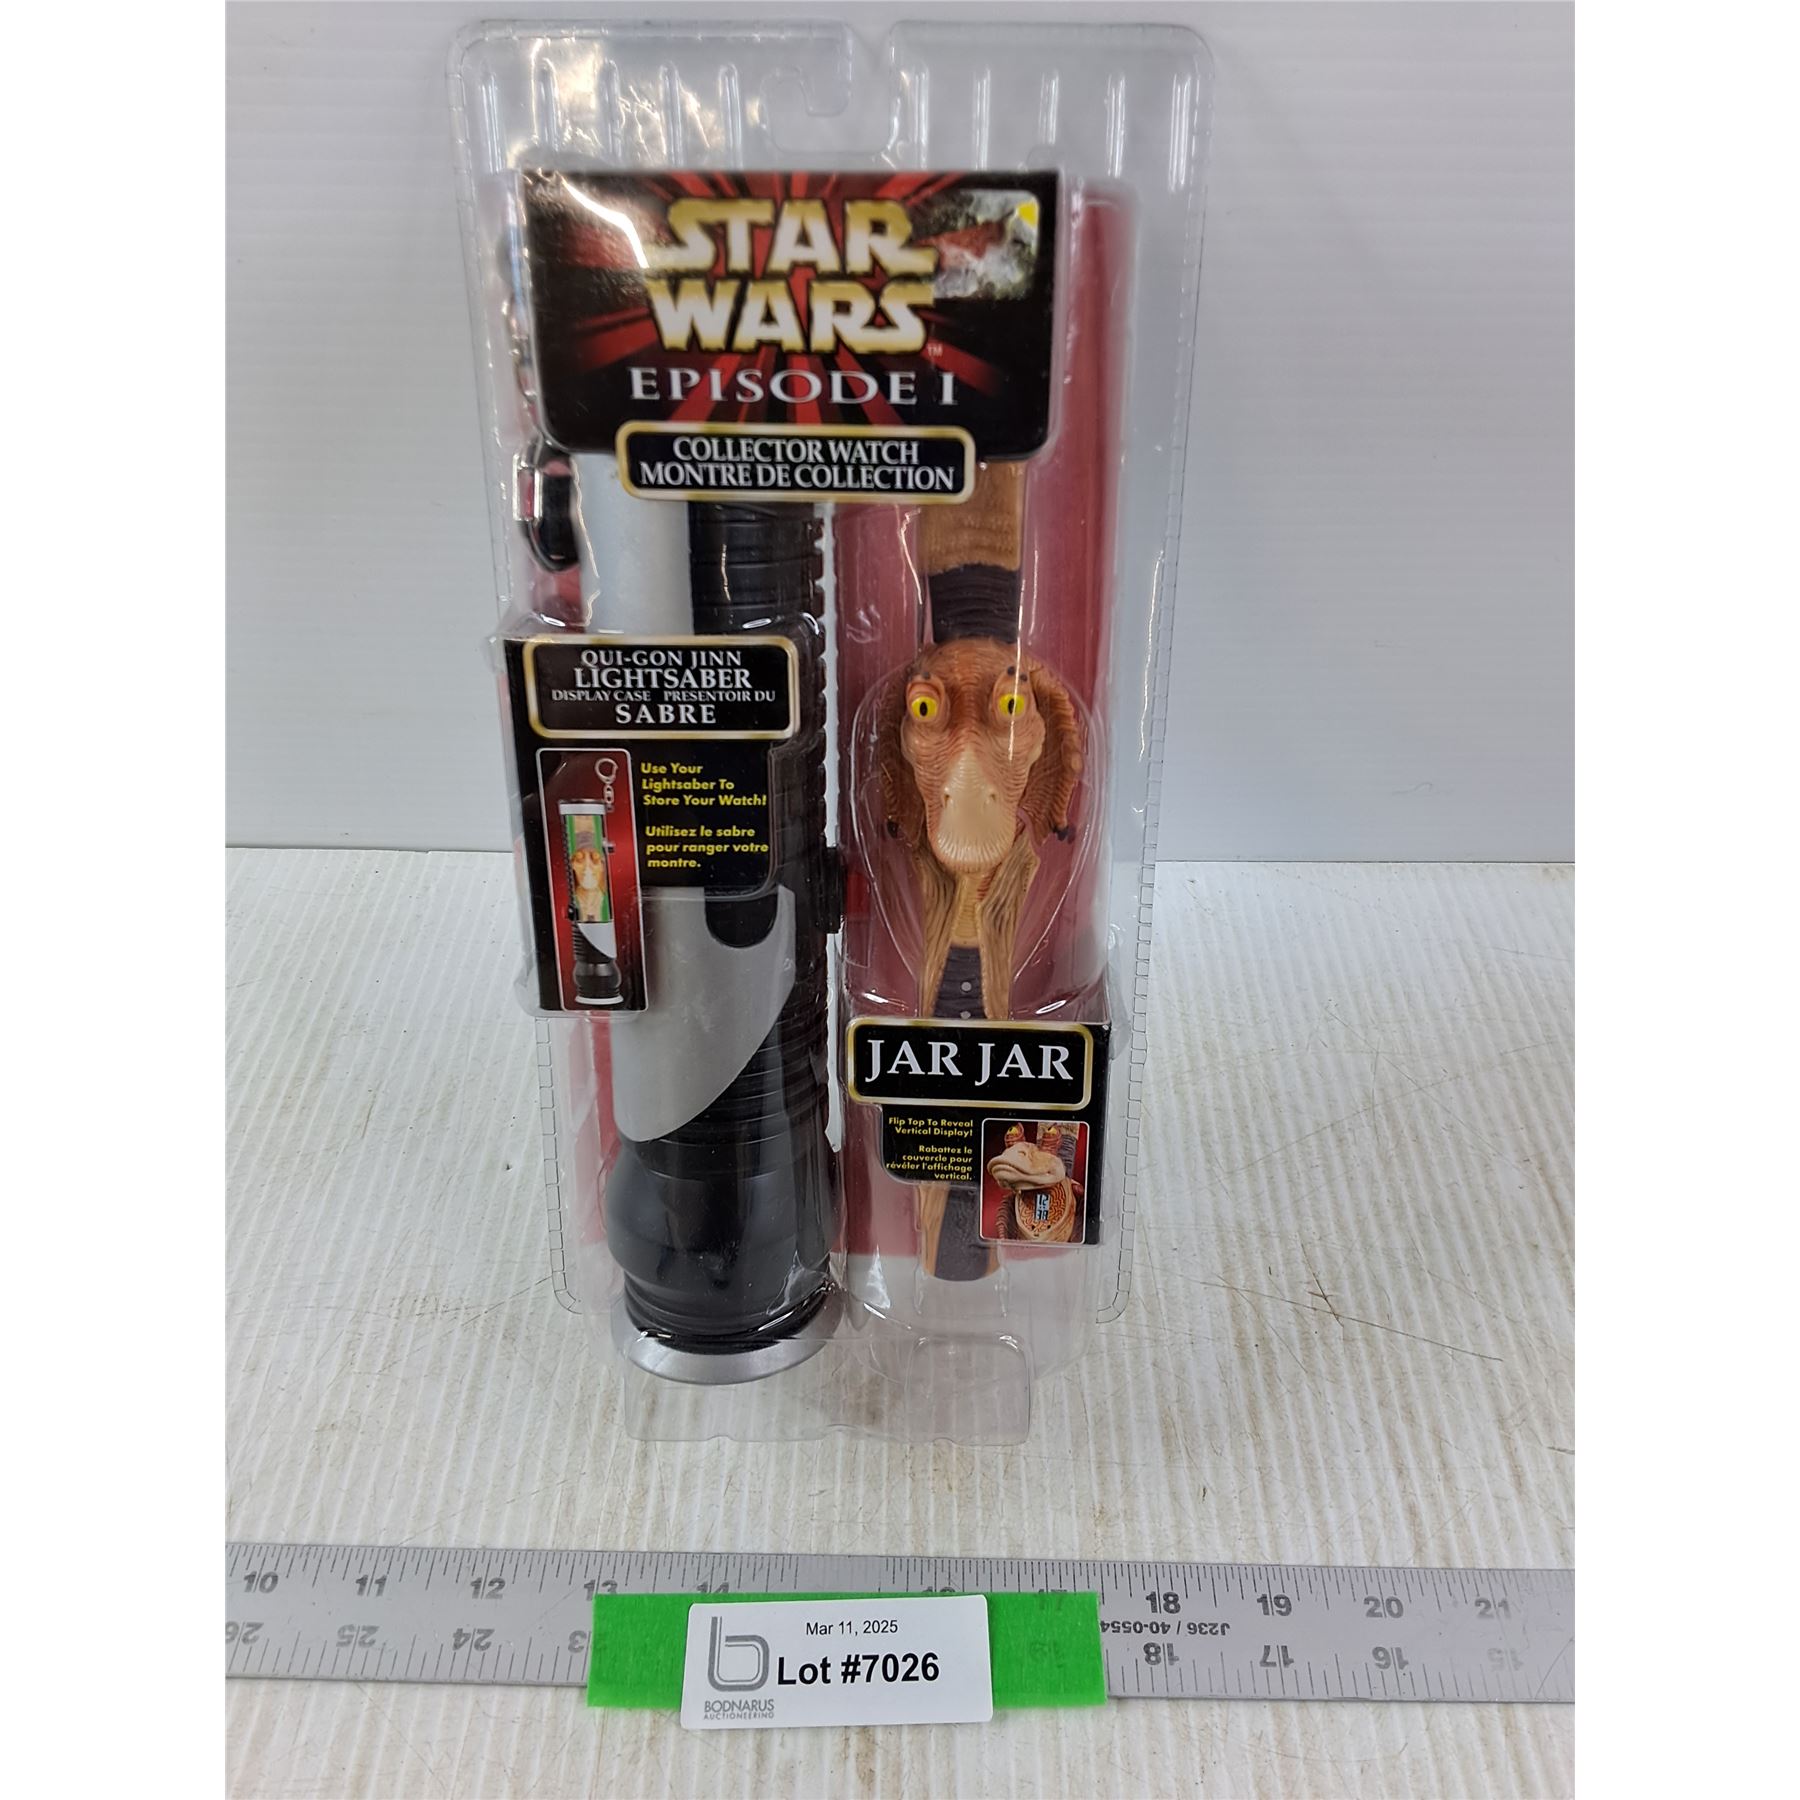 STAR
WARS
TM
EPISODE I
COLLECTOR WATCH
MONTRE DE COLLECTION
QUI-GON JINN
LIGHTSABER
DISPLAY CASE PRESENTOIR DU
SABRE
Use Your
Lightsaber To
Store Your Watch!
Utilisez le sabre
pour ranger votre
montre.
JAR JAR
Flip Top To Reveal
Vertical Display!
Rabattez le
couvercle pour
révéler l'affichage
vertical.
10 11 12 13 14 16 17 18 19 20 21
J236 / 40-0554
26 25 24 23 19 18 17 16 15
Mar 11, 2025
Lot #7026
BODNARUS
AUCTIONEERING